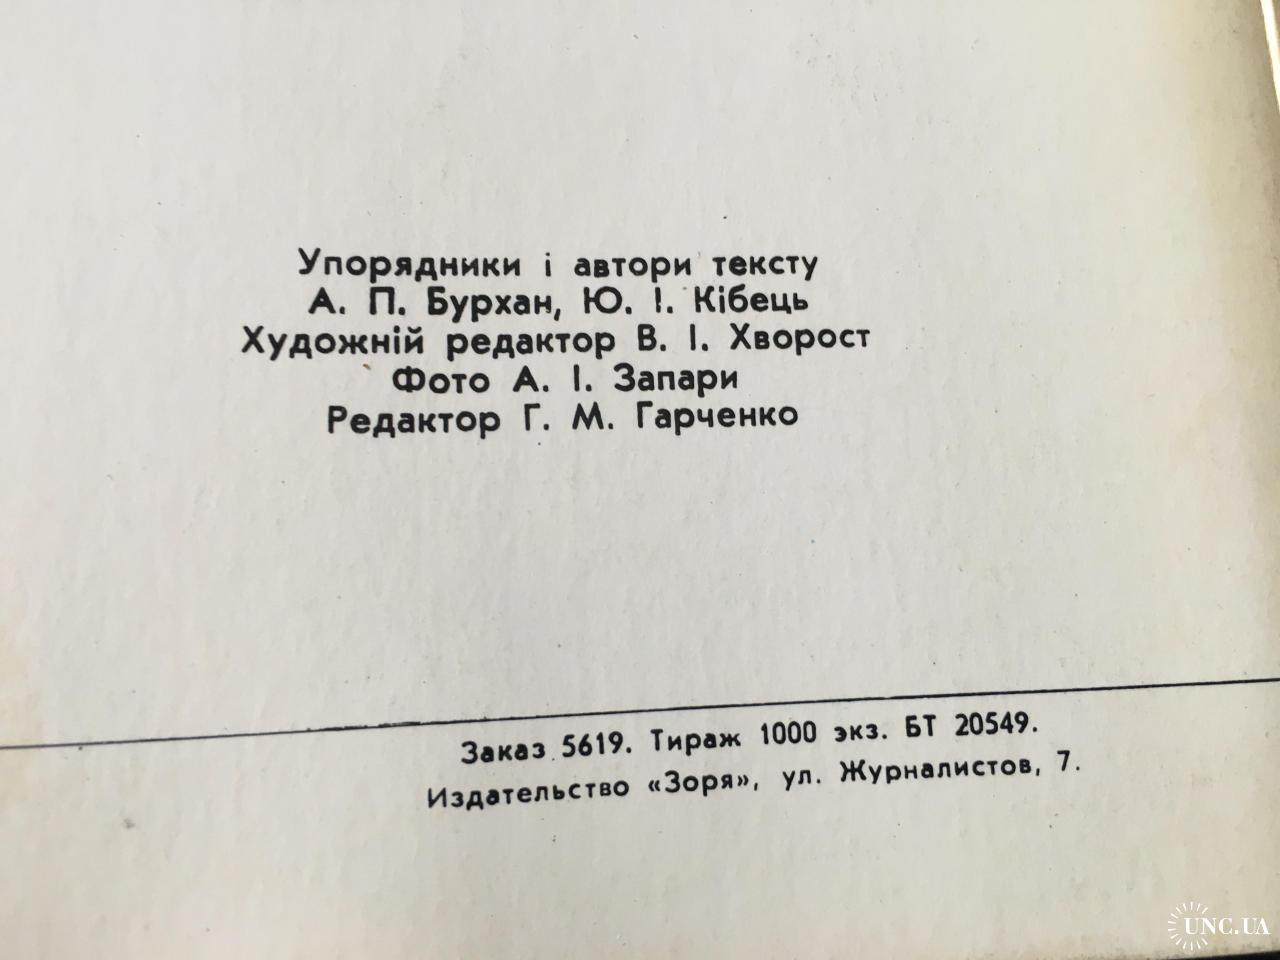 Упорядники і автори тексту
А. П. Бурхан, Ю. І. Кібець
Художній редактор В. І. Хворост
Фото А. І. Запари
Редактор Г. М. Гарченко
Заказ 5619. Тираж 1000 экз. БТ 20549.
Издательство «Зоря», ул. Журналистов, 7.
UNC.UA